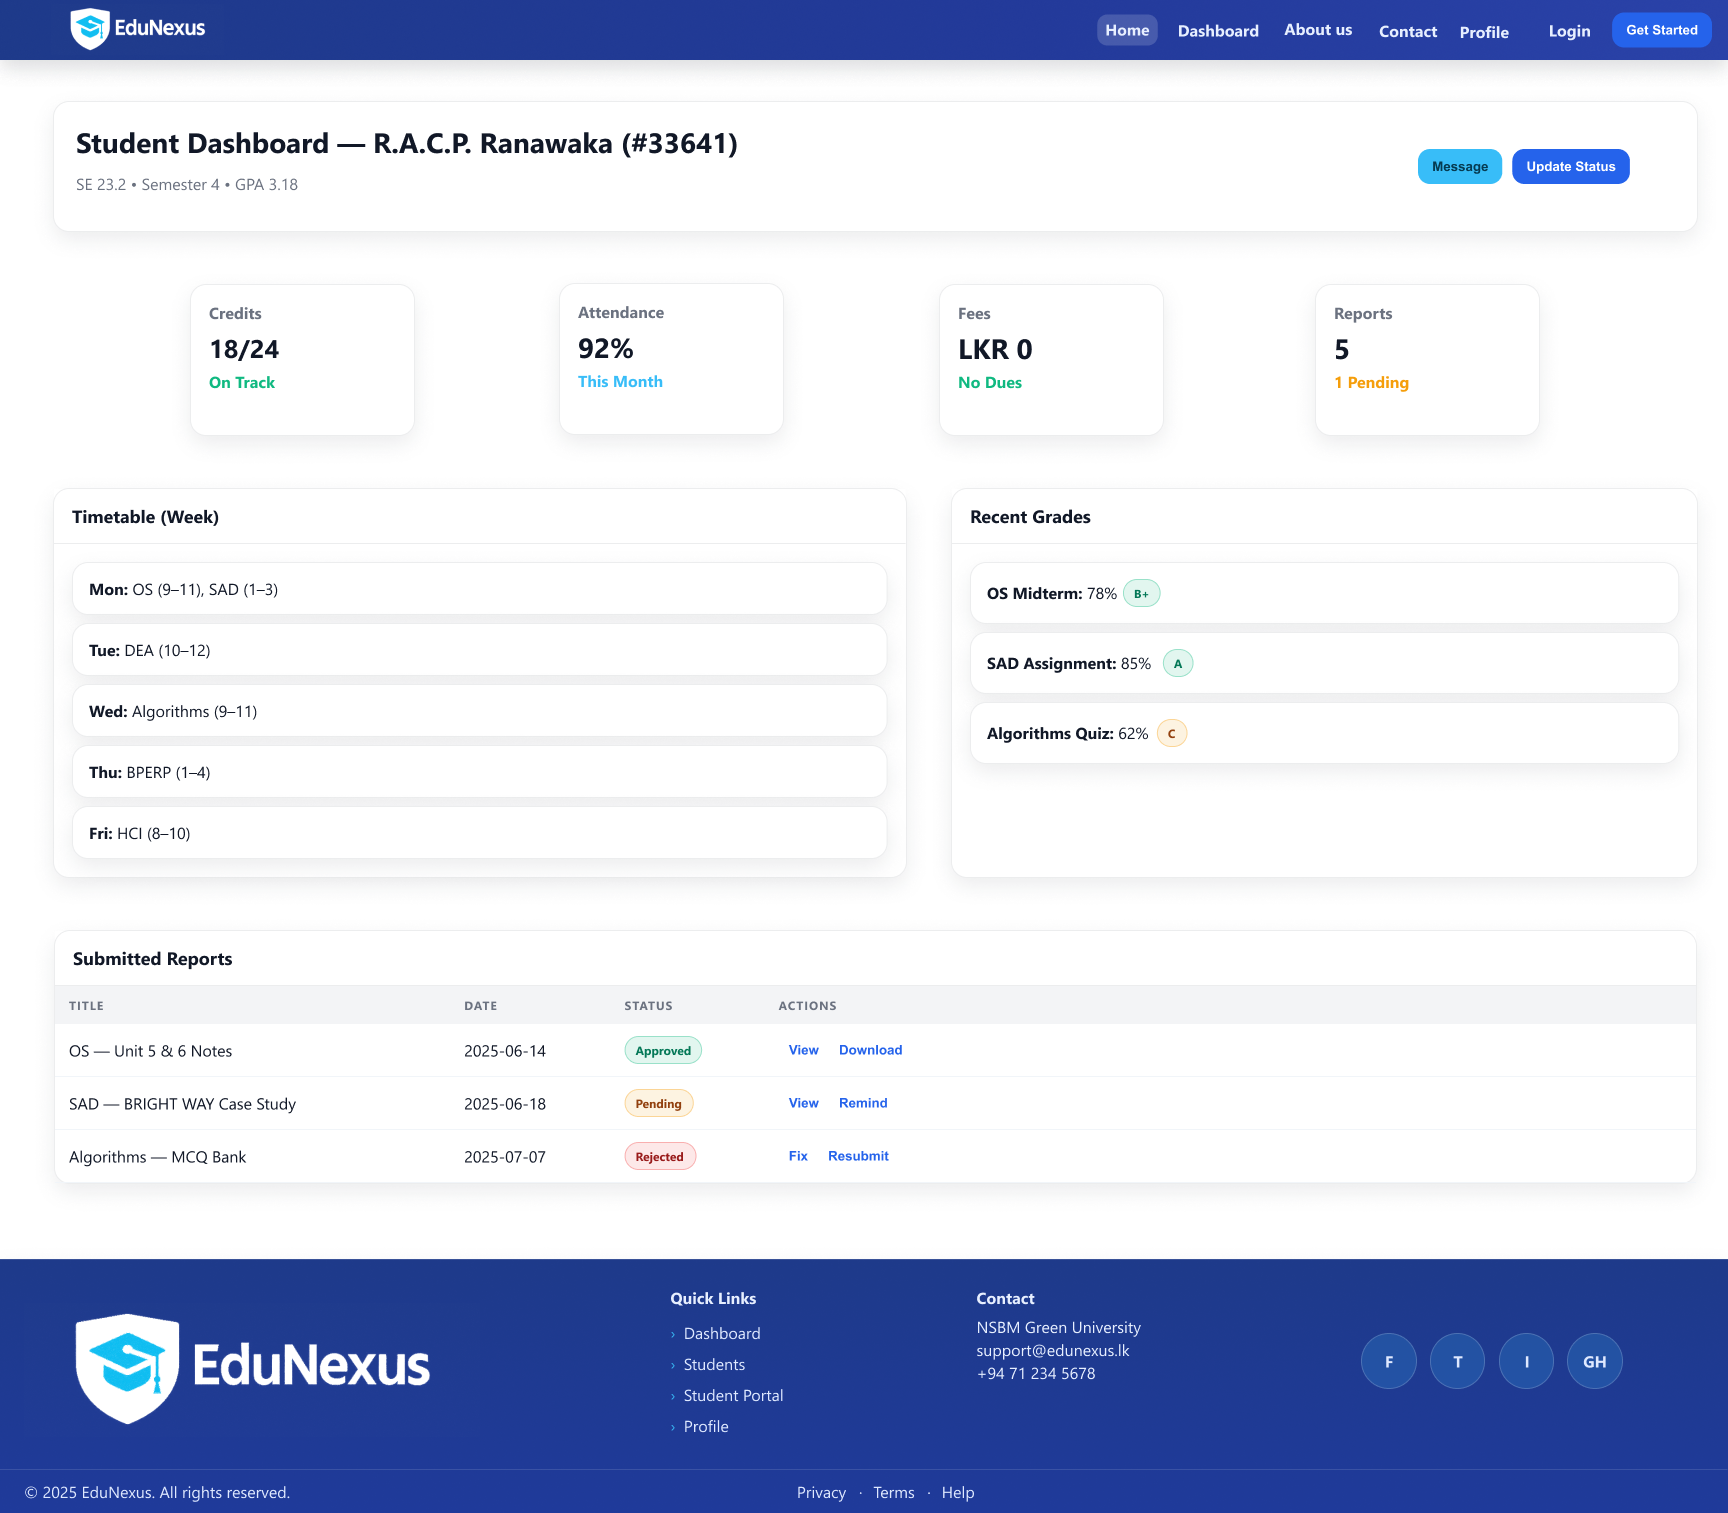 EduNexus
Home Dashboard About us Contact Profile Login Get Started
Student Dashboard — R.A.C.P. Ranawaka (#33641)
SE 23.2 • Semester 4 • GPA 3.18
Message Update Status
Credits
18/24
On Track
Attendance
92%
This Month
Fees
LKR 0
No Dues
Reports
5
1 Pending
Timetable (Week)
Mon: OS (9–11), SAD (1–3)
Tue: DEA (10–12)
Wed: Algorithms (9–11)
Thu: BPERP (1–4)
Fri: HCI (8–10)
Recent Grades
OS Midterm: 78% B+
SAD Assignment: 85% A
Algorithms Quiz: 62% C
Submitted Reports
TITLE DATE STATUS ACTIONS
OS — Unit 5 & 6 Notes 2025-06-14 Approved View Download
SAD — BRIGHT WAY Case Study 2025-06-18 Pending View Remind
Algorithms — MCQ Bank 2025-07-07 Rejected Fix Resubmit
EduNexus
Quick Links
› Dashboard
› Students
› Student Portal
› Profile
Contact
NSBM Green University
support@edunexus.lk
+94 71 234 5678
F T I GH
© 2025 EduNexus. All rights reserved.
Privacy · Terms · Help